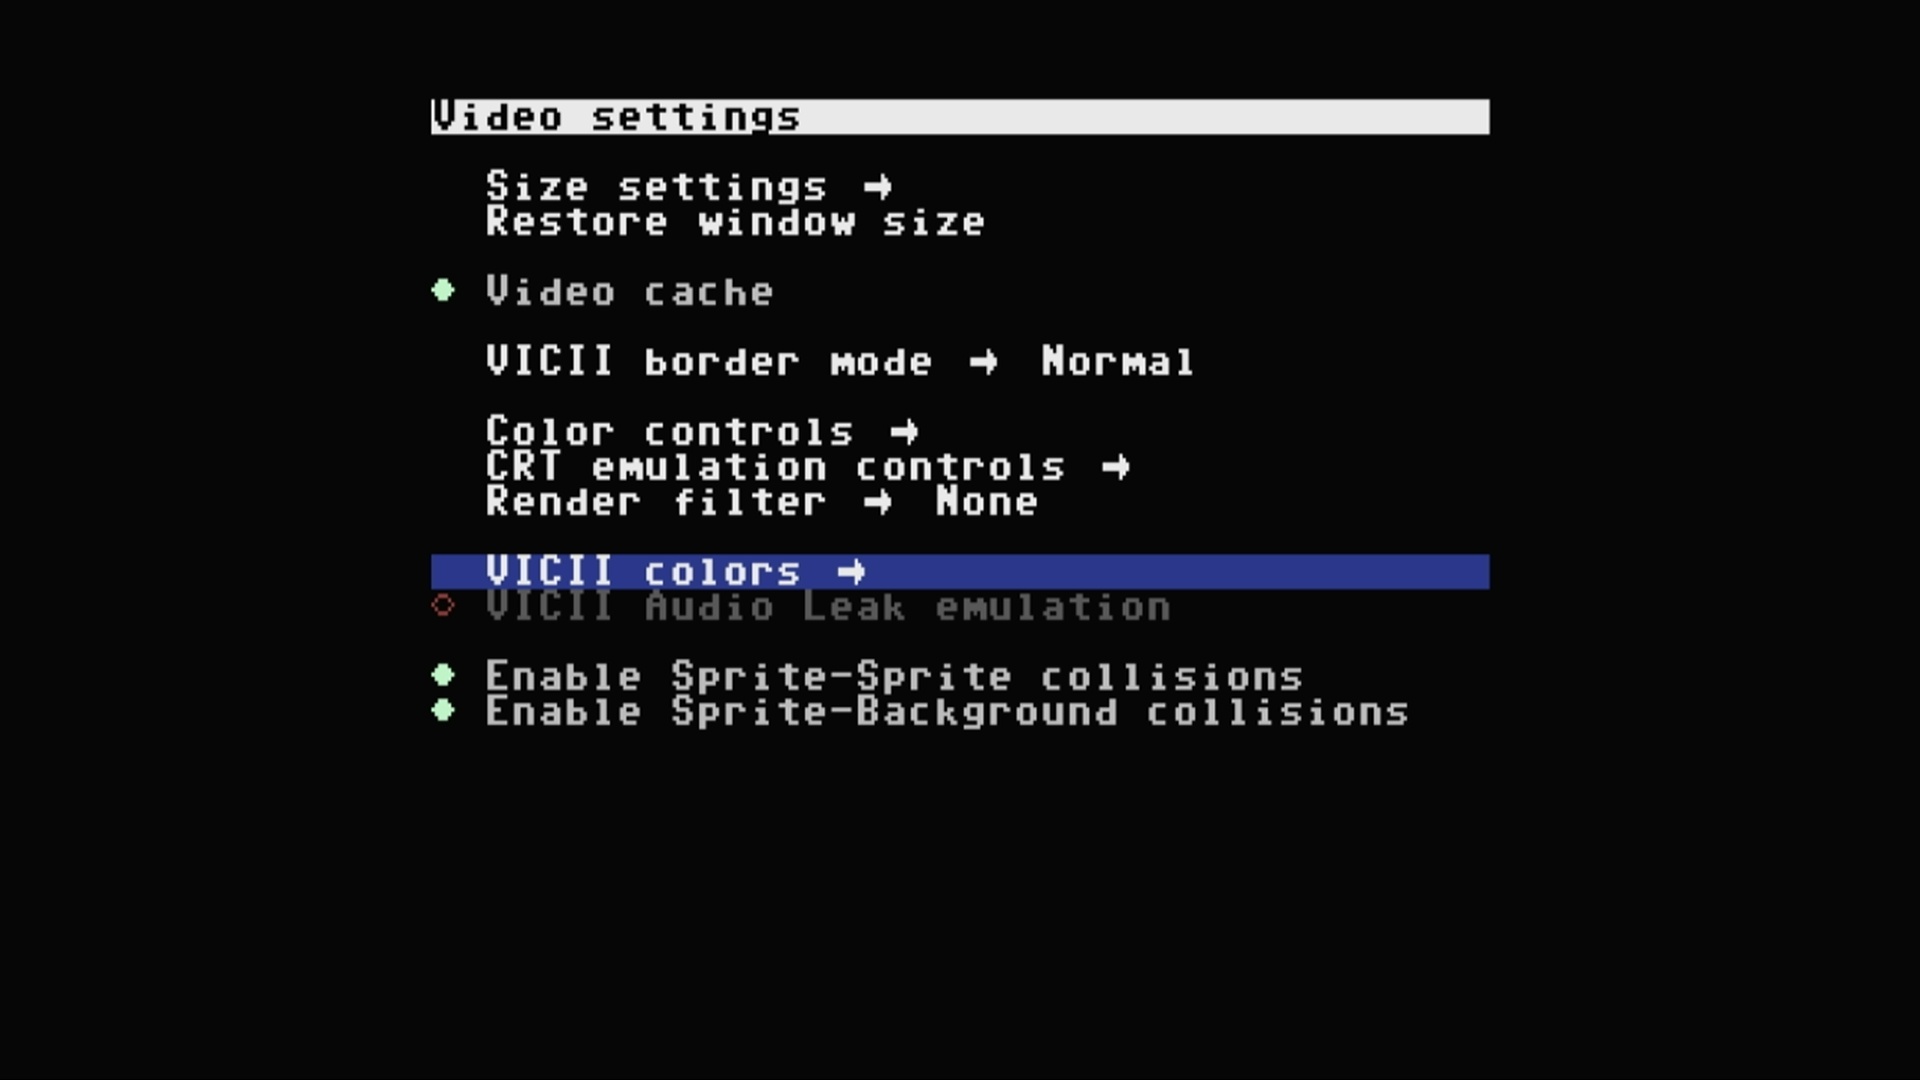 Video settings
Size settings →
Restore window size
Video cache
VICII border mode → Normal
Color controls →
CRT emulation controls →
Render filter → None
VICII colors →
VICII Audio Leak emulation
Enable Sprite-Sprite collisions
Enable Sprite-Background collisions